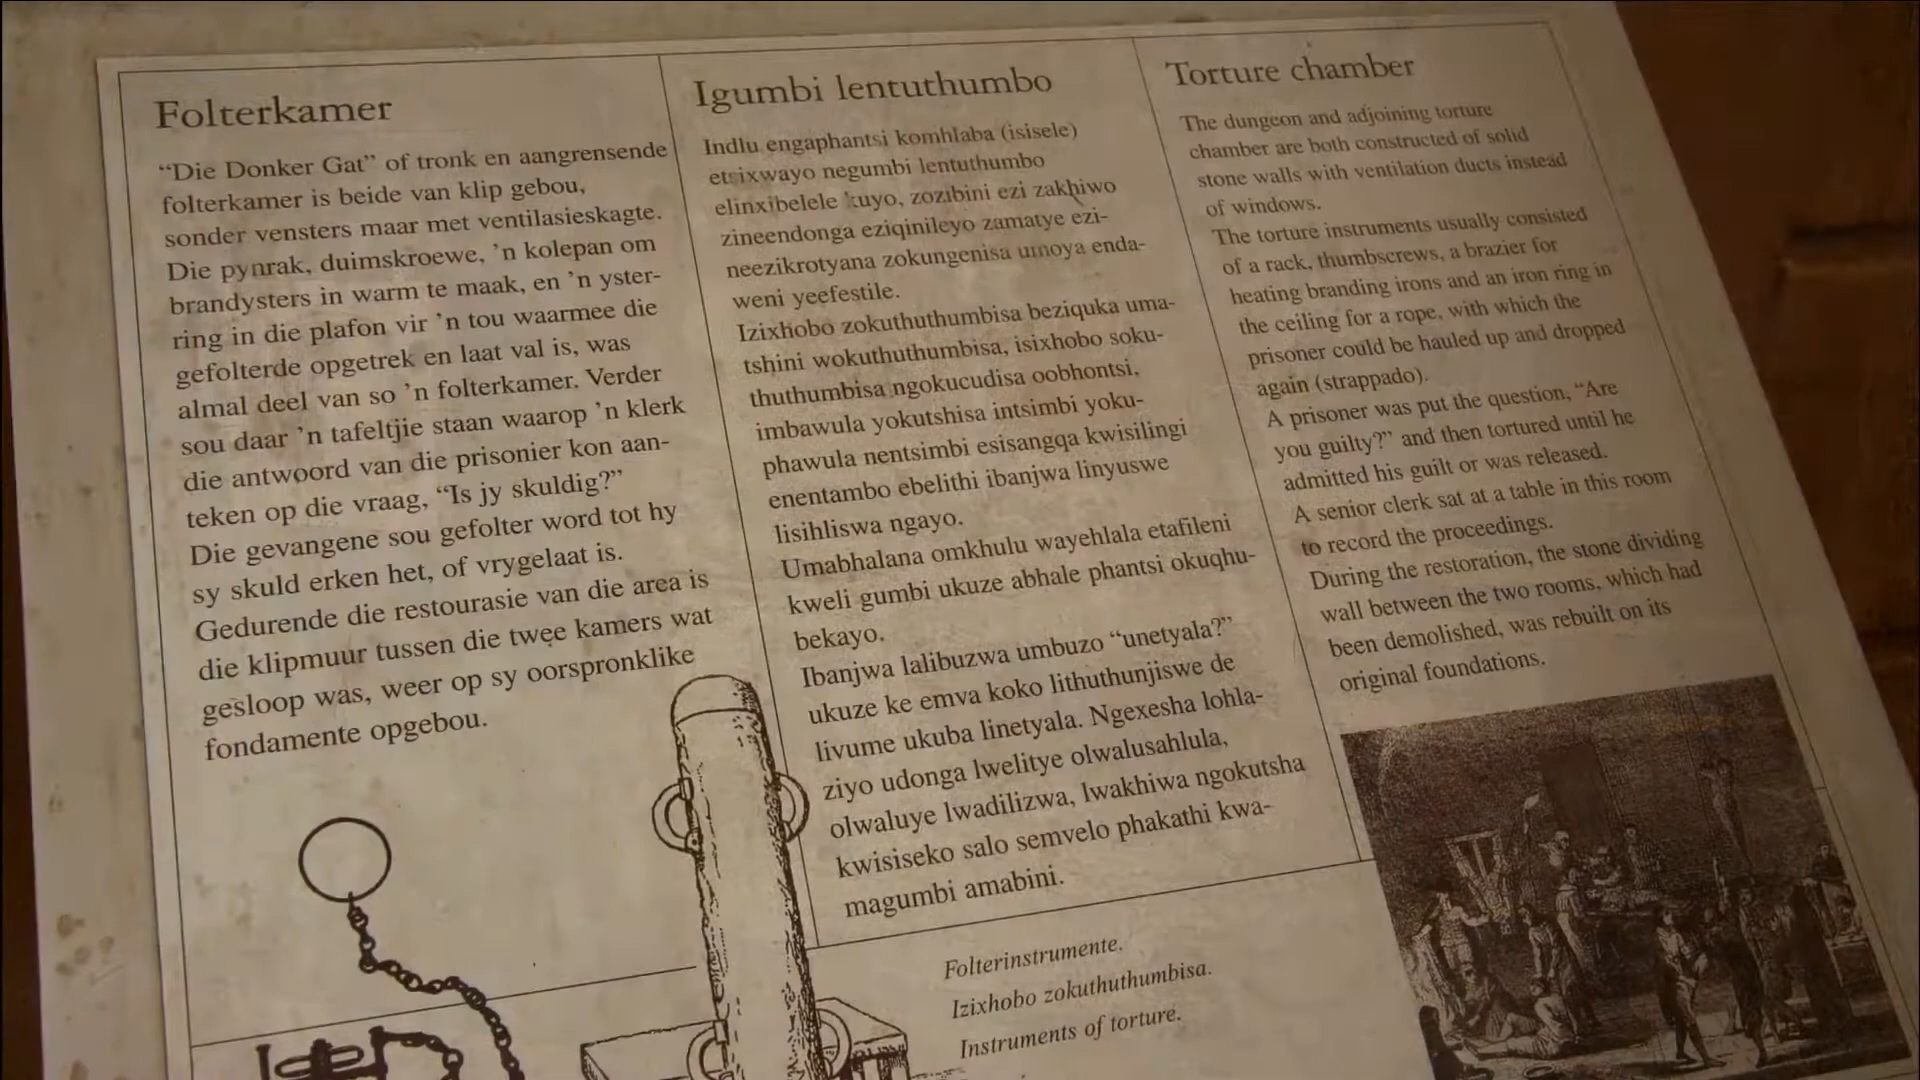 Folterkamer
“Die Donker Gat” of tronk en aangrensende
folterkamer is beide van klip gebou,
sonder vensters maar met ventilasieskagte.
Die pynrak, duimskroewe, ’n kolepan om
brandysters in warm te maak, en ’n yster-
ring in die plafon vir ’n tou waarmee die
gefolterde opgetrek en laat val is, was
almal deel van so ’n folterkamer. Verder
sou daar ’n tafeltjie staan waarop ’n klerk
die antwoord van die prisonier kon aan-
teken op die vraag, “Is jy skuldig?”
Die gevangene sou gefolter word tot hy
sy skuld erken het, of vrygelaat is.
Gedurende die restourasie van die area is
die klipmuur tussen die twee kamers wat
gesloop was, weer op sy oorspronklike
fondamente opgebou.
Igumbi lentuthumbo
Indlu engaphantsi komhlaba (isisele)
etsixwayo negumbi lentuthumbo
elinxibelele kuyo, zozibini ezi zakhiwo
zineendonga eziqinileyo zamatye ezi-
neezikrotyana zokungenisa umoya enda-
weni yeefestile.
Izixhobo zokuthuthumbisa beziquka uma-
tshini wokuthuthumbisa, isixhobo soku-
thuthumbisa ngokucudisa oobhontsi,
imbawula yokutshisa intsimbi yoku-
phawula nentsimbi esisangqa kwisilingi
enentambo ebelithi ibanjwa linyuswe
lisihliswa ngayo.
Umabhalana omkhulu wayehlala etafileni
kweli gumbi ukuze abhale phantsi okuqhu-
bekayo.
Ibanjwa lalibuzwa umbuzo “unetyala?”
ukuze ke emva koko lithuthunjiswe de
livume ukuba linetyala. Ngexesha lohla-
ziyo udonga lwelitye olwalusahlula,
olwaluye lwadilizwa, lwakhiwa ngokutsha
kwisiseko salo semvelo phakathi kwa-
magumbi amabini.
Torture chamber
The dungeon and adjoining torture
chamber are both constructed of solid
stone walls with ventilation ducts instead
of windows.
The torture instruments usually consisted
of a rack, thumbscrews, a brazier for
heating branding irons and an iron ring in
the ceiling for a rope, with which the
prisoner could be hauled up and dropped
again (strappado).
A prisoner was put the question, “Are
you guilty?” and then tortured until he
admitted his guilt or was released.
A senior clerk sat at a table in this room
to record the proceedings.
During the restoration, the stone dividing
wall between the two rooms, which had
been demolished, was rebuilt on its
original foundations.
Folterinstrumente.
Izixhobo zokuthuthumbisa.
Instruments of torture.